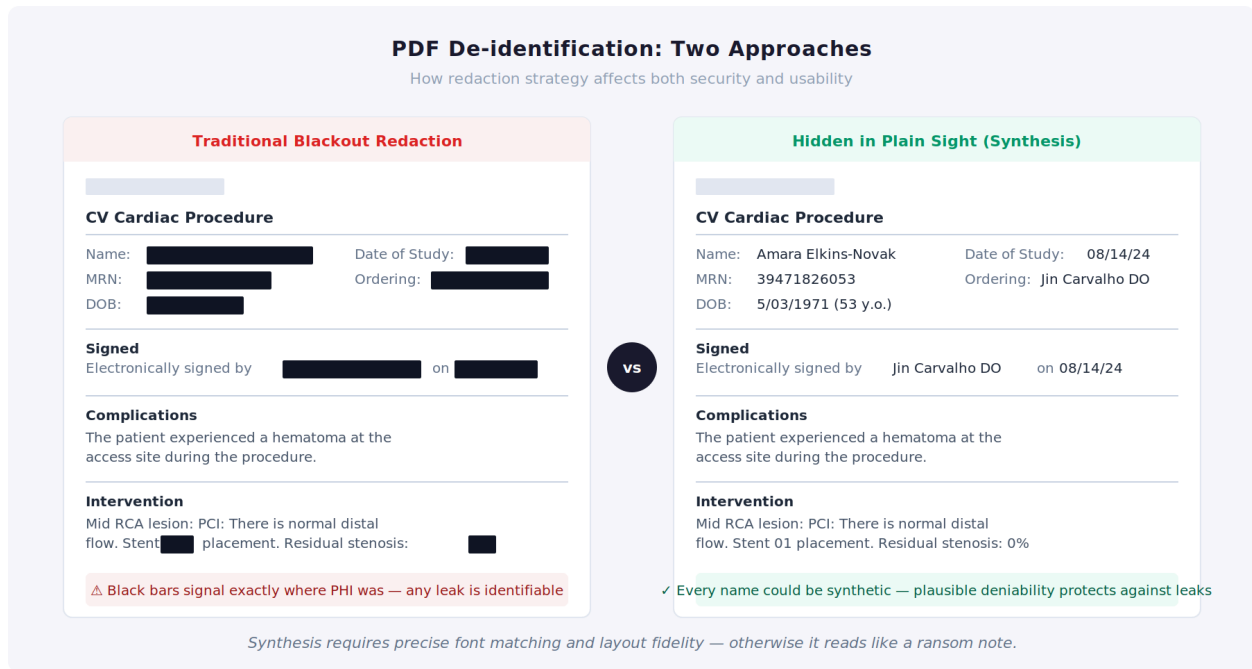 PDF De-identification: Two Approaches
How redaction strategy affects both security and usability
Traditional Blackout Redaction
CV Cardiac Procedure
Name: Date of Study:
MRN: Ordering:
DOB:
Signed
Electronically signed by on
Complications
The patient experienced a hematoma at the
access site during the procedure.
Intervention
Mid RCA lesion: PCI: There is normal distal
flow. Stent placement. Residual stenosis:
⚠ Black bars signal exactly where PHI was — any leak is identifiable
vs
Hidden in Plain Sight (Synthesis)
CV Cardiac Procedure
Name: Amara Elkins-Novak Date of Study: 08/14/24
MRN: 39471826053 Ordering: Jin Carvalho DO
DOB: 5/03/1971 (53 y.o.)
Signed
Electronically signed by Jin Carvalho DO on 08/14/24
Complications
The patient experienced a hematoma at the
access site during the procedure.
Intervention
Mid RCA lesion: PCI: There is normal distal
flow. Stent 01 placement. Residual stenosis: 0%
✓ Every name could be synthetic — plausible deniability protects against leaks
Synthesis requires precise font matching and layout fidelity — otherwise it reads like a ransom note.